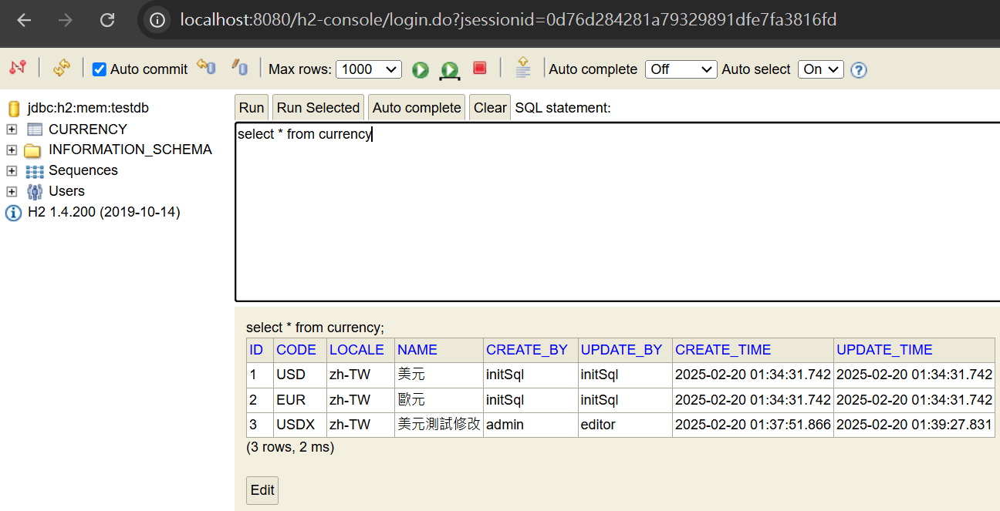 localhost:8080/h2-console/login.do?jsessionid=0d76d284281a79329891dfe7fa3816fd
Auto commit Max rows: 1000 Auto complete Off Auto select On
jdbc:h2:mem:testdb
CURRENCY
INFORMATION_SCHEMA
Sequences
Users
H2 1.4.200 (2019-10-14)
Run Run Selected Auto complete Clear SQL statement:
select * from currency
select * from currency;
ID CODE LOCALE NAME CREATE_BY UPDATE_BY CREATE_TIME UPDATE_TIME
1 USD zh-TW 美元 initSql initSql 2025-02-20 01:34:31.742 2025-02-20 01:34:31.742
2 EUR zh-TW 歐元 initSql initSql 2025-02-20 01:34:31.742 2025-02-20 01:34:31.742
3 USDX zh-TW 美元測試修改 admin editor 2025-02-20 01:37:51.866 2025-02-20 01:39:27.831
(3 rows, 2 ms)
Edit